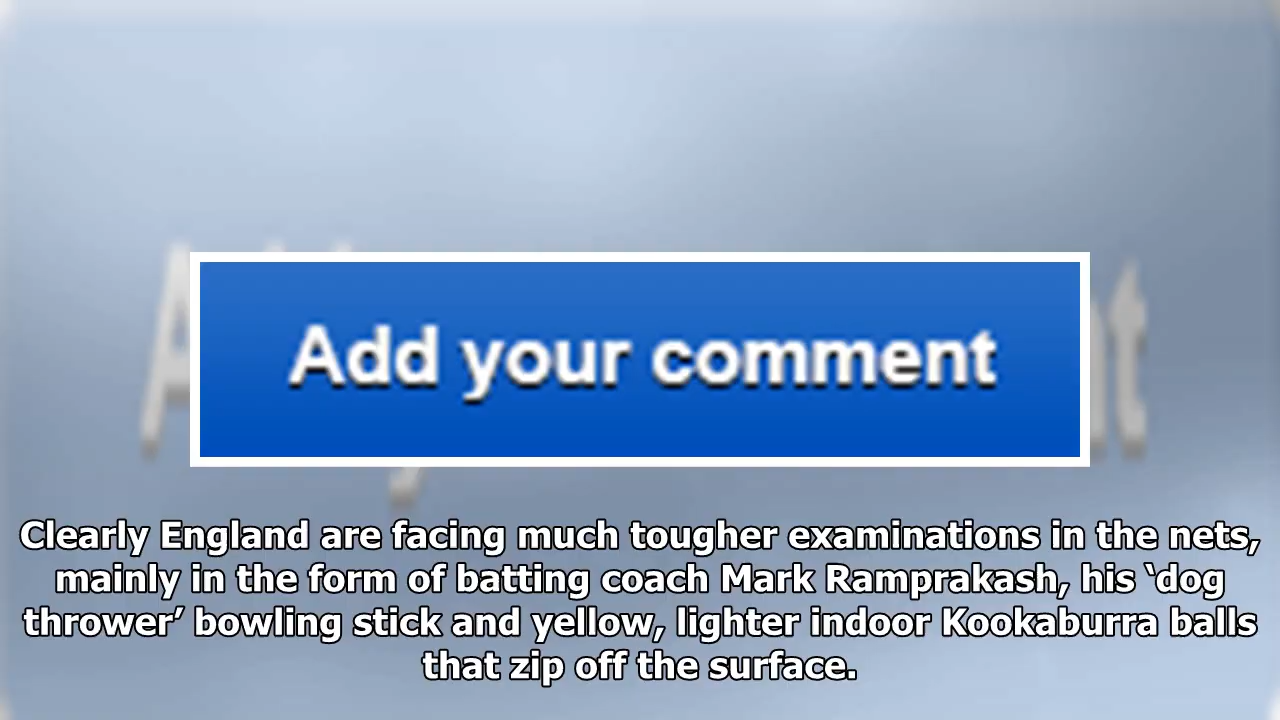 Add your comment
Clearly England are facing much tougher examinations in the nets,
mainly in the form of batting coach Mark Ramprakash, his ‘dog
thrower’ bowling stick and yellow, lighter indoor Kookaburra balls
that zip off the surface.